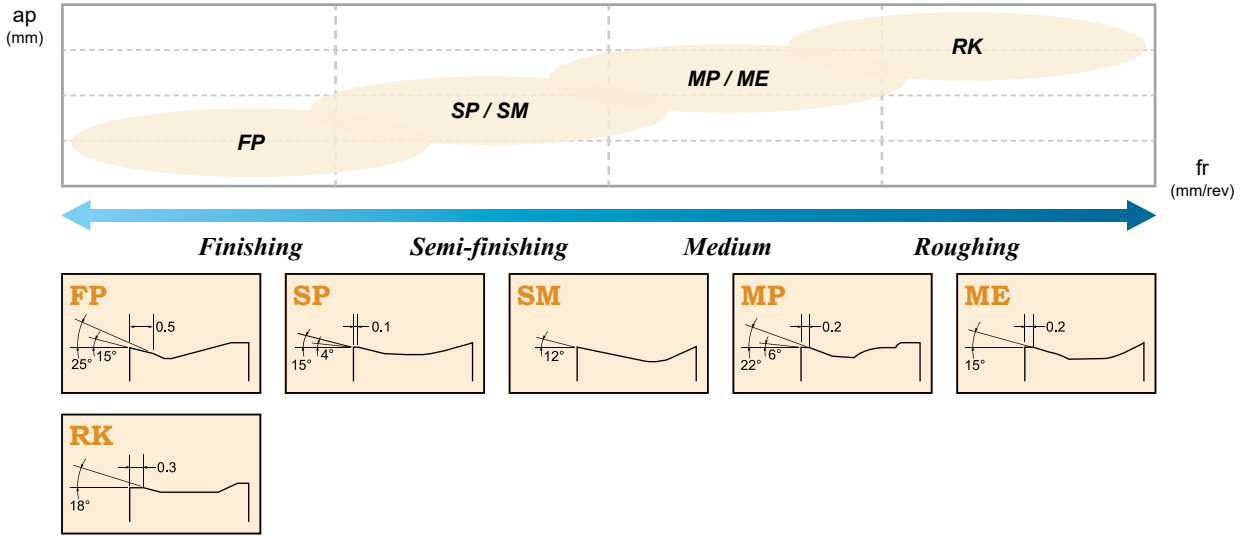 ap
(mm)
RK
MP / ME
SP / SM
FP
fr
(mm/rev)
Finishing Semi-finishing Medium Roughing
FP
0.5
15°
25°
SP
0.1
4°
15°
SM
12°
MP
0.2
6°
22°
ME
0.2
15°
RK
0.3
18°